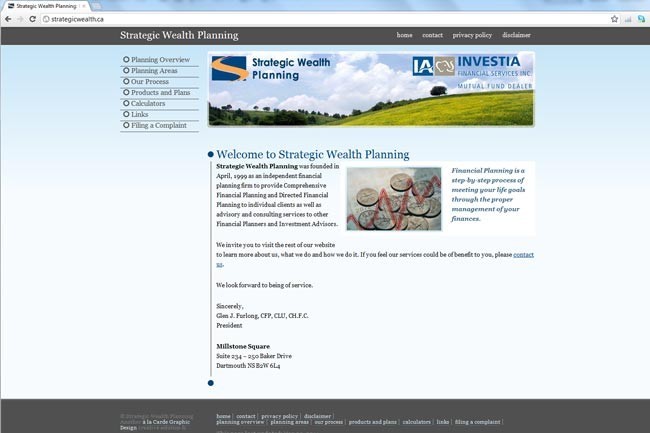 Strategic Wealth Planning: 
strategicwealth.ca
Strategic Wealth Planning
home contact privacy policy disclaimer
Planning Overview
Planning Areas
Our Process
Products and Plans
Calculators
Links
Filing a Complaint
Strategic Wealth
Planning
IA INVESTIA
FINANCIAL SERVICES INC.
MUTUAL FUND DEALER
Welcome to Strategic Wealth Planning
Strategic Wealth Planning was founded in
April, 1999 as an independent financial
planning firm to provide Comprehensive
Financial Planning and Directed Financial
Planning to individual clients as well as
advisory and consulting services to other
Financial Planners and Investment Advisors.
Financial Planning is a
step-by-step process of
meeting your life goals
through the proper
management of your
finances.
We invite you to visit the rest of our website
to learn more about us, what we do and how we do it. If you feel our services could be of benefit to you, please contact
us.
We look forward to being of service.
Sincerely,
Glen J. Furlong, CFP, CLU, CH.F.C.
President
Millstone Square
Suite 234 – 250 Baker Drive
Dartmouth NS B2W 6L4
© Strategic Wealth Planning
Another à la Carde Graphic
Design creative solution ©
home | contact | privacy policy | disclaimer |
planning overview | planning areas | our process | products and plans | calculators | links | filing a complaint |